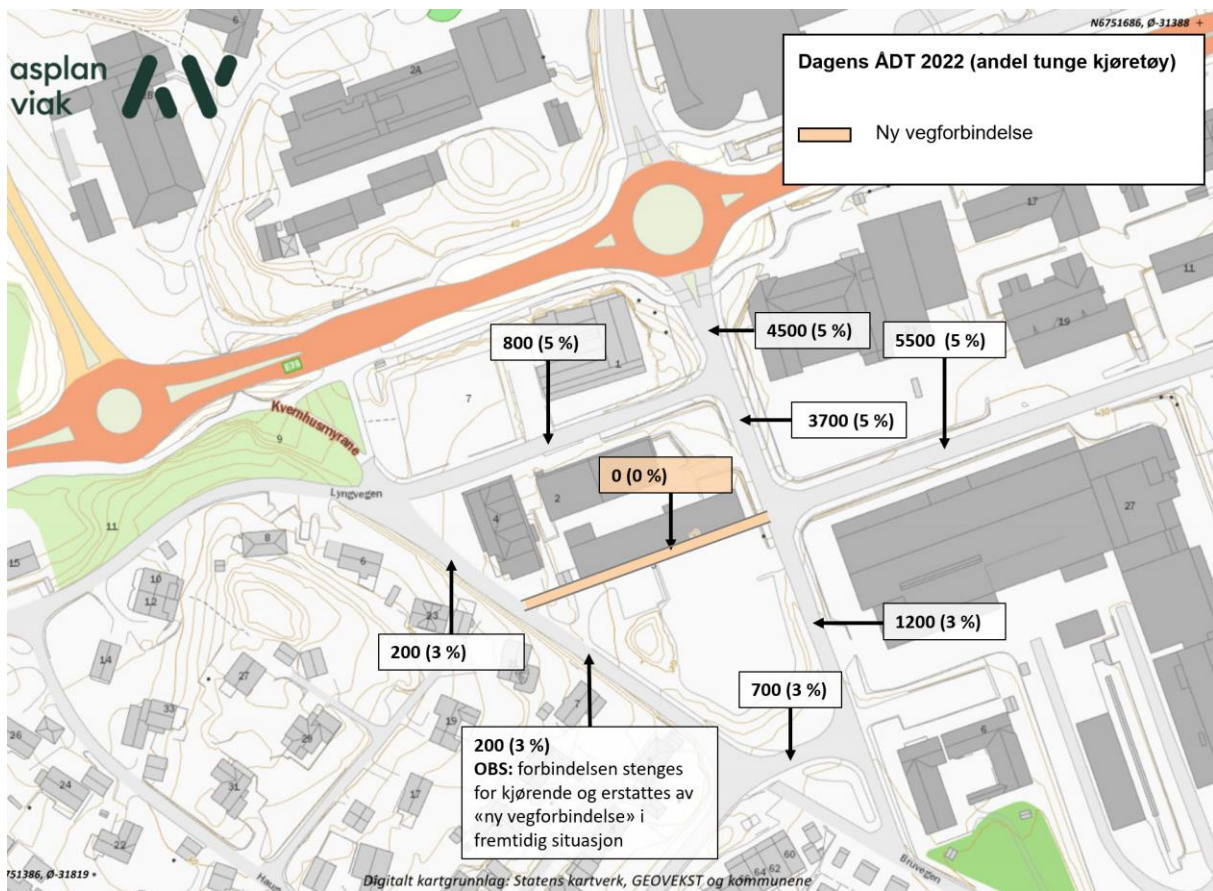 6
N6751686, Ø-31388 +
asplan
viak
2A
Dagens ÅDT 2022 (andel tunge kjøretøy)
Ny vegforbindelse
17
11
19
E39
1
7
800 (5 %)
4500 (5 %)
5500 (5 %)
3700 (5 %)
Kvernhusmyrane
9
Lyngvegen
0 (0 %)
2
4
27
11
15
8
6
10
12
23
14
27
33
29
19
7
26
24
31
17
22
200 (3 %)
1200 (3 %)
700 (3 %)
6
200 (3 %)
OBS: forbindelsen stenges
for kjørende og erstattes av
«ny vegforbindelse» i
fremtidig situasjon
60
62
64
Bruvegen
751386, Ø-31819 +
Digitalt kartgrunnlag: Statens kartverk, GEOVEKST og kommunene